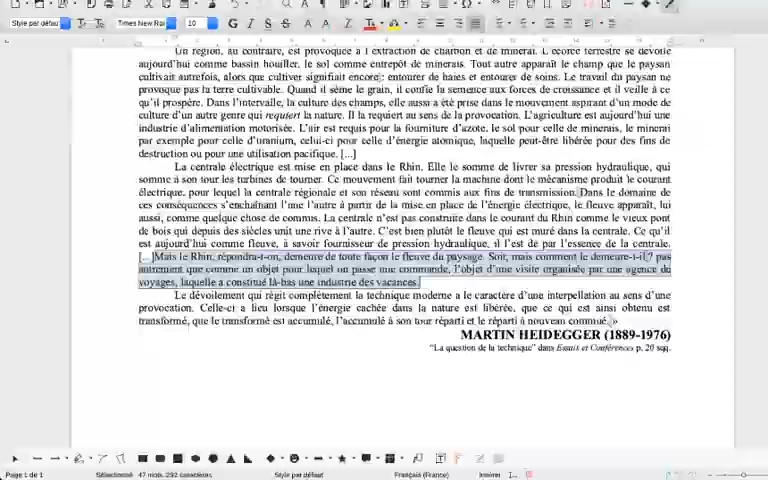 Style par défaut
Times New Ro
10
G I S A
Un région, au contraire, est provoquée à l'extraction de charbon et de minerai. L'écorce terrestre se dévoile
aujourd'hui comme bassin houiller, le sol comme entrepôt de minerais. Tout autre apparaît le champ que le paysan
cultivait autrefois, alors que cultiver signifiait encore : entourer de haies et entourer de soins. Le travail du paysan ne
provoque pas la terre cultivable. Quand il sème le grain, il confie la semence aux forces de croissance et il veille à ce
qu'il prospère. Dans l'intervalle, la culture des champs, elle aussi a été prise dans le mouvement aspirant d'un mode de
culture d'un autre genre qui requiert la nature. Il la requiert au sens de la provocation. L'agriculture est aujourd'hui une
industrie d'alimentation motorisée. L'air est requis pour la fourniture d'azote, le sol pour celle de minerais, le minerai
par exemple pour celle d'uranium, celui-ci pour celle d'énergie atomique, laquelle peut-être libérée pour des fins de
destruction ou pour une utilisation pacifique. [...]
La centrale électrique est mise en place dans le Rhin. Elle le somme de livrer sa pression hydraulique, qui
somme à son tour les turbines de tourner. Ce mouvement fait tourner la machine dont le mécanisme produit le courant
électrique, pour lequel la centrale régionale et son réseau sont commis aux fins de transmission. Dans le domaine de
ces conséquences s'enchaînant l'une l'autre à partir de la mise en place de l'énergie électrique, le fleuve apparaît, lui
aussi, comme quelque chose de commis. La centrale n'est pas construite dans le courant du Rhin comme le vieux pont
de bois qui depuis des siècles unit une rive à l'autre. C'est bien plutôt le fleuve qui est muré dans la centrale. Ce qu'il
est aujourd'hui comme fleuve, à savoir fournisseur de pression hydraulique, il l'est de par l'essence de la centrale.
[...]Mais le Rhin, répondra-t-on, demeure de toute façon le fleuve du paysage. Soit, mais comment le demeure-t-il ? pas
autrement que comme un objet pour lequel on passe une commande, l'objet d'une visite organisée par une agence de
voyages, laquelle a constitué là-bas une industrie des vacances.
Le dévoilement qui régit complètement la technique moderne a le caractère d'une interpellation au sens d'une
provocation. Celle-ci a lieu lorsque l'énergie cachée dans la nature est libérée, que ce qui est ainsi obtenu est
transformé, que le transformé est accumulé, l'accumulé à son tour réparti et le réparti à nouveau commué. »
MARTIN HEIDEGGER (1889-1976)
"La question de la technique" dans Essais et Conférences p. 20 sqq.
Page 1 de 1
Sélectionné : 47 mots, 292 caractères
Style par défaut
Français (France)
Insérer